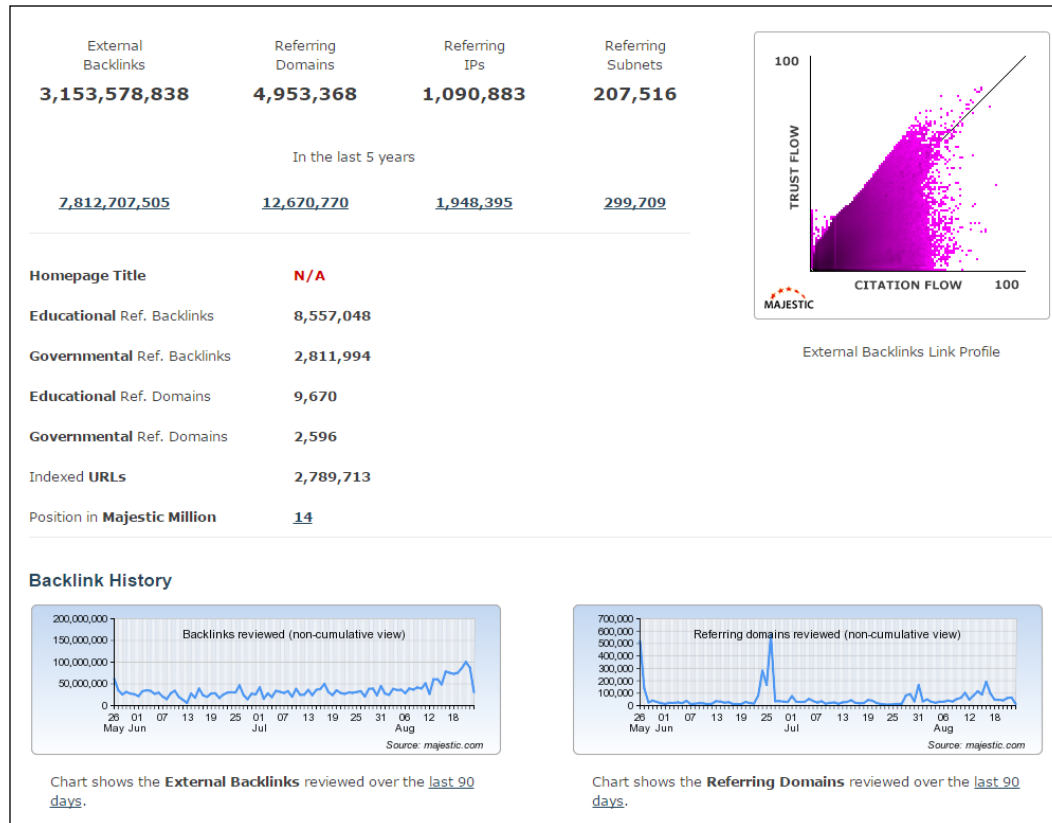 External Backlinks
3,153,578,838
Referring Domains
4,953,368
Referring IPs
1,090,883
Referring Subnets
207,516
In the last 5 years
7,812,707,505
12,670,770
1,948,395
299,709
100
TRUST FLOW
CITATION FLOW
100
MAJESTIC
External Backlinks Link Profile
Homepage Title N/A
Educational Ref. Backlinks 8,557,048
Governmental Ref. Backlinks 2,811,994
Educational Ref. Domains 9,670
Governmental Ref. Domains 2,596
Indexed URLs 2,789,713
Position in Majestic Million 14
Backlink History
Backlinks reviewed (non-cumulative view)
200,000,000
150,000,000
100,000,000
50,000,000
0
26 01 07 13 19 25 01 07 13 19 25 31 06 12 18
May Jun Jul Aug
Source: majestic.com
Chart shows the External Backlinks reviewed over the last 90
days.
Referring domains reviewed (non-cumulative view)
700,000
600,000
500,000
400,000
300,000
200,000
100,000
0
26 01 07 13 19 25 01 07 13 19 25 31 06 12 18
May Jun Jul Aug
Source: majestic.com
Chart shows the Referring Domains reviewed over the last 90
days.